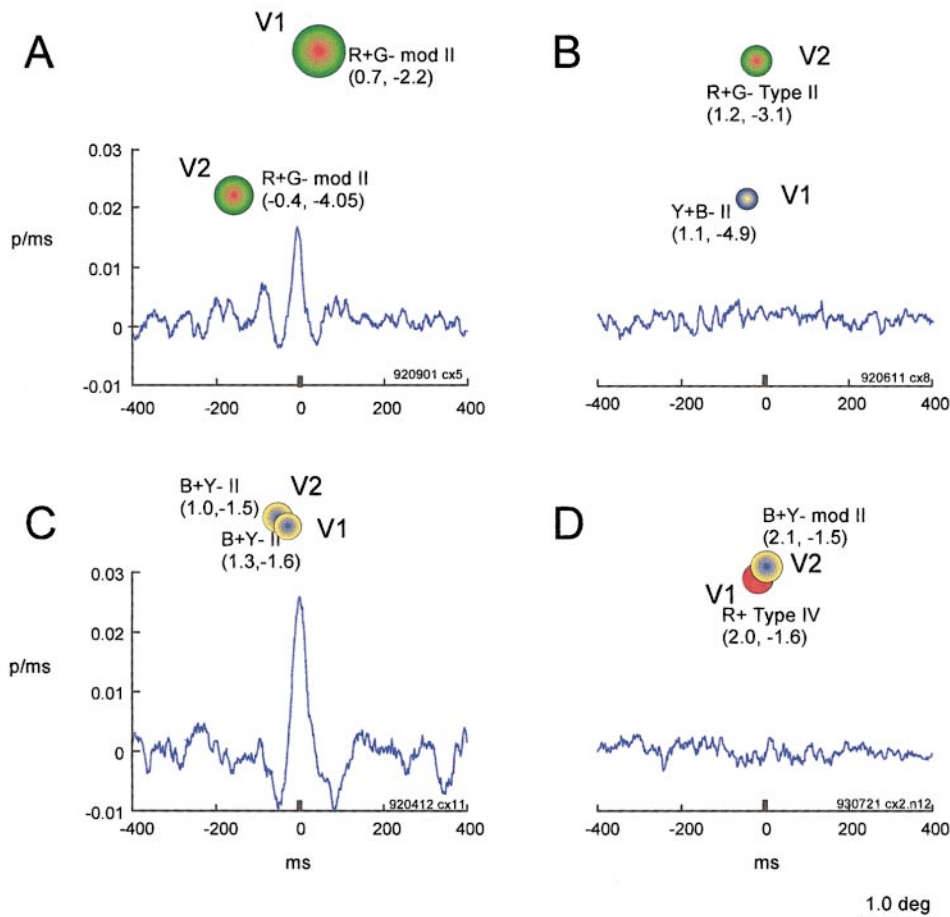 A
V1
R+G- mod II
(0.7, -2.2)
V2
R+G- mod II
(-0.4, -4.05)
p/ms
0.03
0.02
0.01
0
-0.01
920901 cx5
-400 -200 0 200 400
B
V2
R+G- Type II
(1.2, -3.1)
V1
Y+B- II
(1.1, -4.9)
920611 cx8
-400 -200 0 200 400
C
B+Y- II
V2
(1.0,-1.5)
V1
B+Y- II
(1.3,-1.6)
p/ms
0.03
0.02
0.01
0
-0.01
920412 cx11
-400 -200 0 200 400
ms
D
B+Y- mod II
(2.1, -1.5)
V2
V1
R+ Type IV
(2.0, -1.6)
930721 cx2.n12
-400 -200 0 200 400
ms
1.0 deg